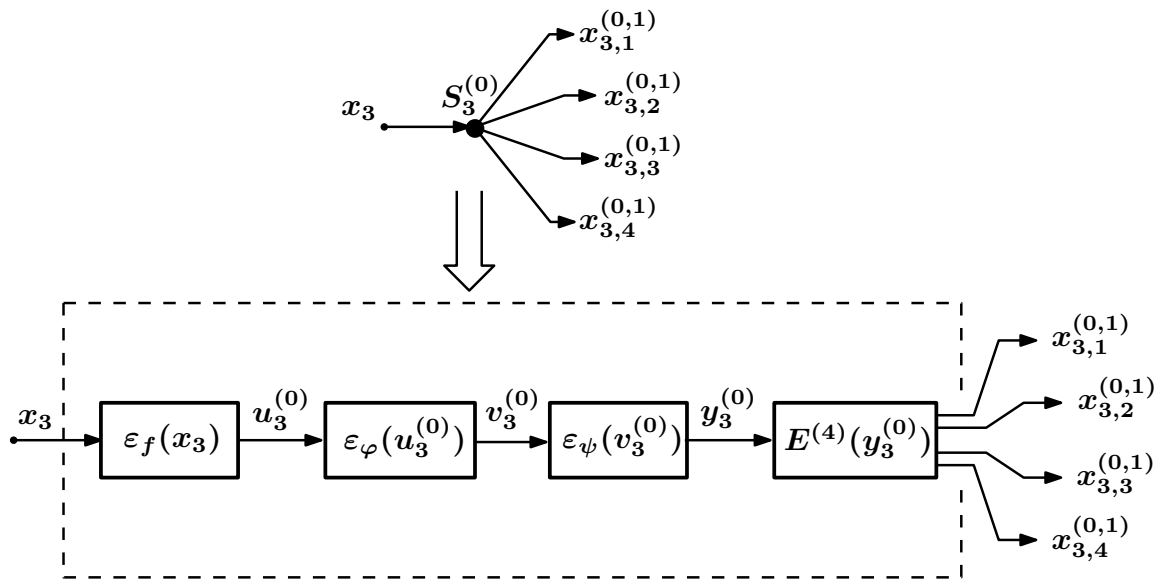 x_{3,1}^{(0,1)}
S_3^{(0)}
x_3
x_{3,2}^{(0,1)}
x_{3,3}^{(0,1)}
x_{3,4}^{(0,1)}
x_{3,1}^{(0,1)}
x_{3,2}^{(0,1)}
x_3
ε_f(x_3)
u_3^{(0)}
ε_φ(u_3^{(0)})
v_3^{(0)}
ε_ψ(v_3^{(0)})
y_3^{(0)}
E^{(4)}(y_3^{(0)})
x_{3,3}^{(0,1)}
x_{3,4}^{(0,1)}